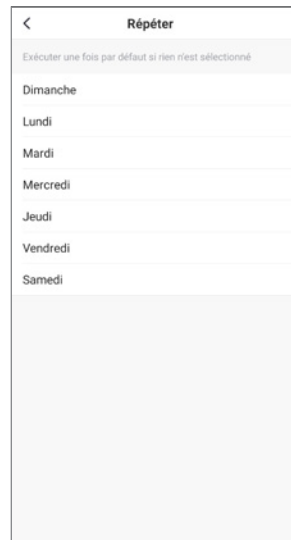 Répéter
Exécuter une fois par défaut si rien n'est sélectionné
Dimanche
Lundi
Mardi
Mercredi
Jeudi
Vendredi
Samedi